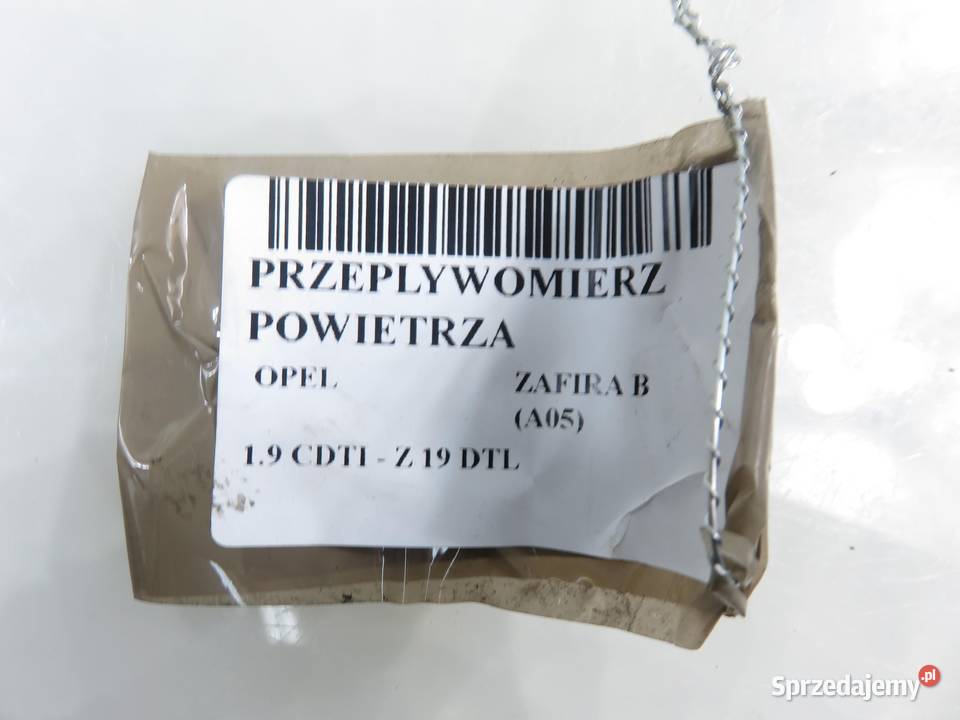 PRZEPLYWOMIERZ
POWIETRZA
OPEL ZAFIRA B
(A05)
1.9 CDTI - Z 19 DTL
Sprzedajemy.pl